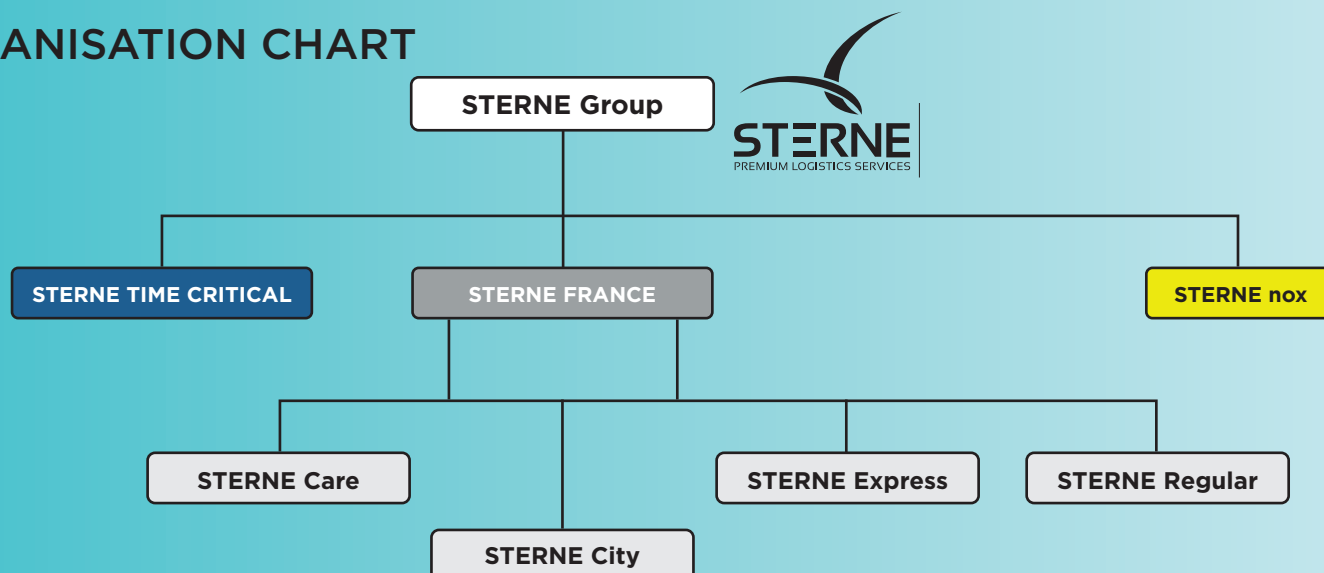 ANISATION CHART
STERNE Group
STERNE
PREMIUM LOGISTICS SERVICES
STERNE TIME CRITICAL
STERNE FRANCE
STERNE nox
STERNE Care
STERNE Express
STERNE Regular
STERNE City